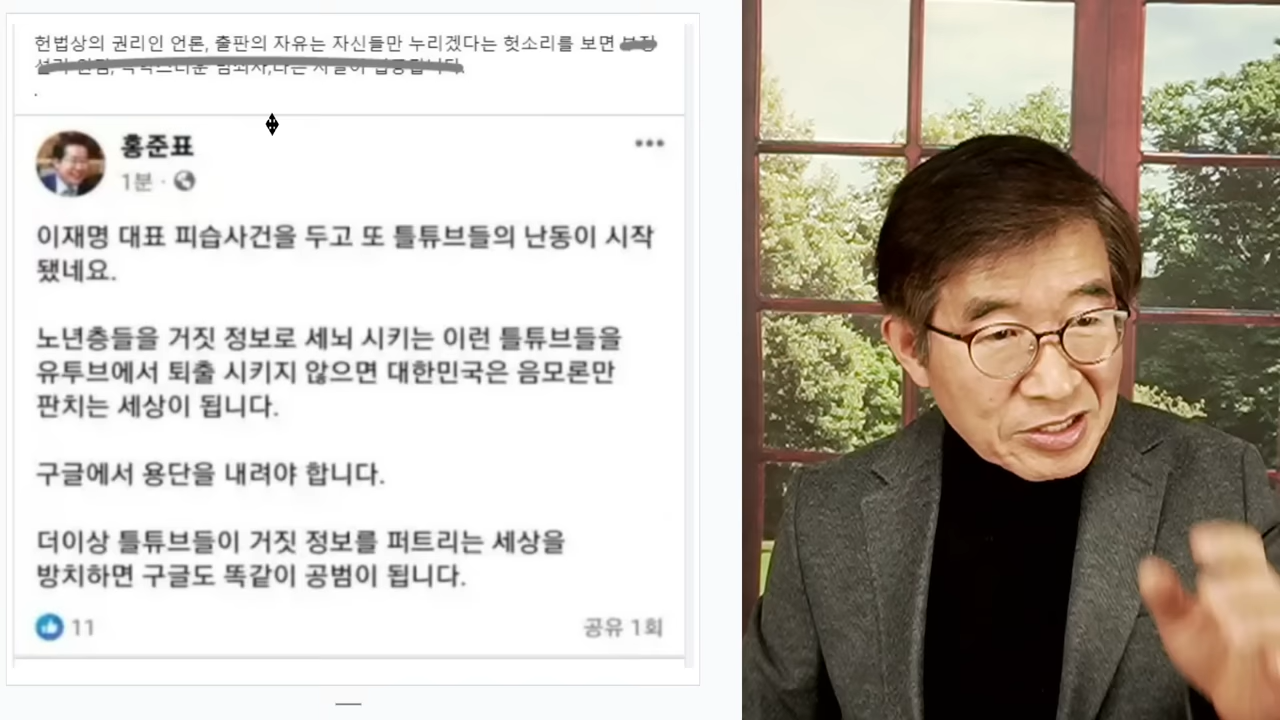 헌법상의 권리인 언론, 출판의 자유는 자신들만 누리겠다는 헛소리를 보면
.
홍준표
1분 ·
이재명 대표 피습사건을 두고 또 틀튜브들의 난동이 시작
됐네요.
노년층들을 거짓 정보로 세뇌 시키는 이런 틀튜브들을
유투브에서 퇴출 시키지 않으면 대한민국은 음모론만
판치는 세상이 됩니다.
구글에서 용단을 내려야 합니다.
더이상 틀튜브들이 거짓 정보를 퍼트리는 세상을
방치하면 구글도 똑같이 공범이 됩니다.
11
공유 1회